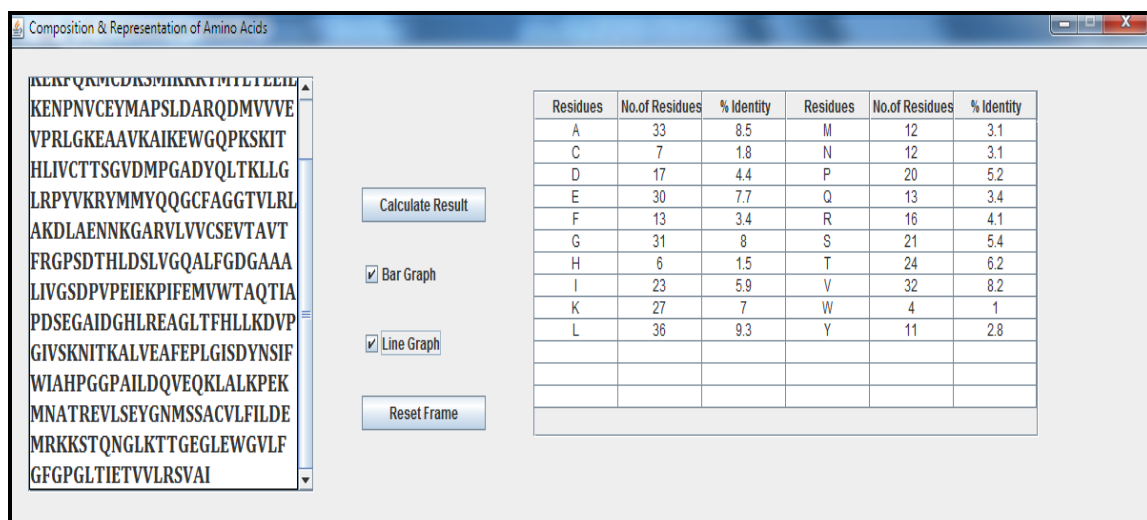 Composition & Representation of Amino Acids
KENPNVCEYMAPSLDARQDMVVVE
VPRLGKEAAVKAIKEWGQPKSKIT
HLIVCTTSGVDMPGADYQLTKLLG
LRPYVKRYMMYQQGCFAGGTVLRL
AKDLAENNKGARVLVVCSEVTAVT
FRGPSDTHLDSLVGQALFGDGAAA
LIVGSDPVPEIEKPIFEMVWTAQTIA
PDSEGAIDGHLREAGLTFHLLKDVP
GIVSKNITKALVEAFEPLGISDYNSIF
WIAHPGGPAILDQVEQKLALKPEK
MNATREVLSEYGNMSSACVLFILDE
MRKKSTQNGLKTTGEGLEWGVLF
GFGPGLTIETVVLRSVAI
Calculate Result
Bar Graph
Line Graph
Reset Frame
Residues No.of Residues % Identity Residues No.of Residues % Identity
A 33 8.5 M 12 3.1
C 7 1.8 N 12 3.1
D 17 4.4 P 20 5.2
E 30 7.7 Q 13 3.4
F 13 3.4 R 16 4.1
G 31 8 S 21 5.4
H 6 1.5 T 24 6.2
I 23 5.9 V 32 8.2
K 27 7 W 4 1
L 36 9.3 Y 11 2.8